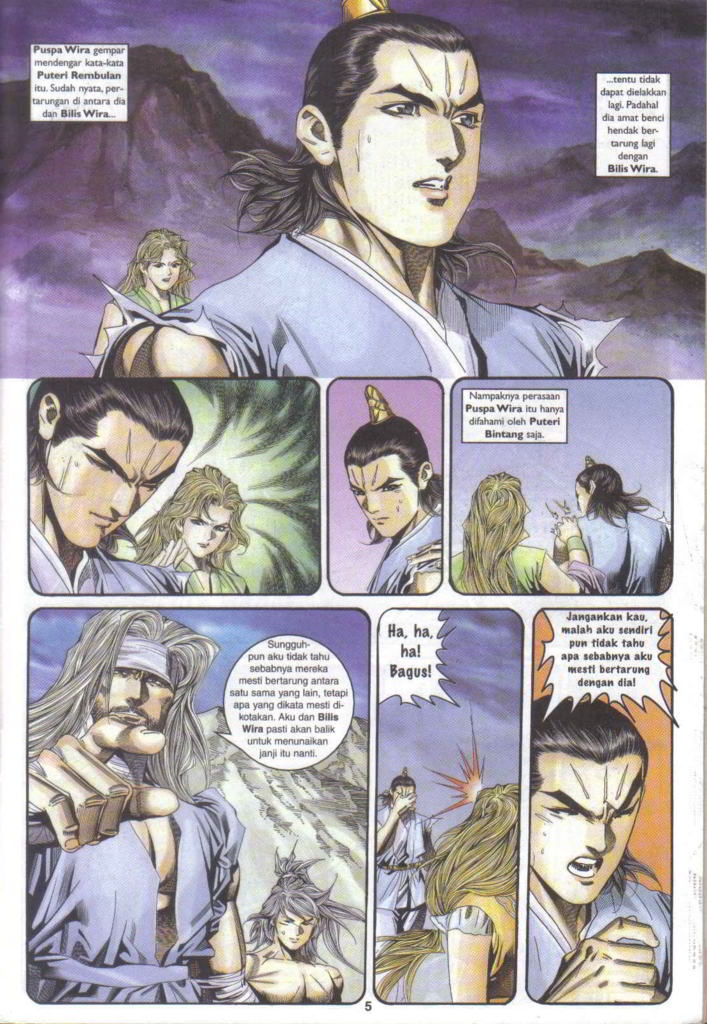 Puspa Wira gempar
mendengar kata-kata
Puteri Rembulan
itu. Sudah nyata, per-
tarungan di antara dia
dan Bilis Wira...
...tentu tidak
dapat dielakkan
lagi. Padahal
dia amat benci
hendak ber-
tarung lagi
dengan
Bilis Wira.
Nampaknya perasaan
Puspa Wira itu hanya
difahami oleh Puteri
Bintang saja.
Sungguh-
pun aku tidak tahu
sebabnya mereka
mesti bertarung antara
satu sama yang lain, tetapi
apa yang dikata mesti di-
kotakan. Aku dan Bilis
Wira pasti akan balik
untuk menunaikan
janji itu nanti.
Ha, ha,
ha!
Bagus!
Jangankan kau,
malah aku sendiri
pun tidak tahu
apa sebabnya aku
mesti bertarung
dengan dia!
5